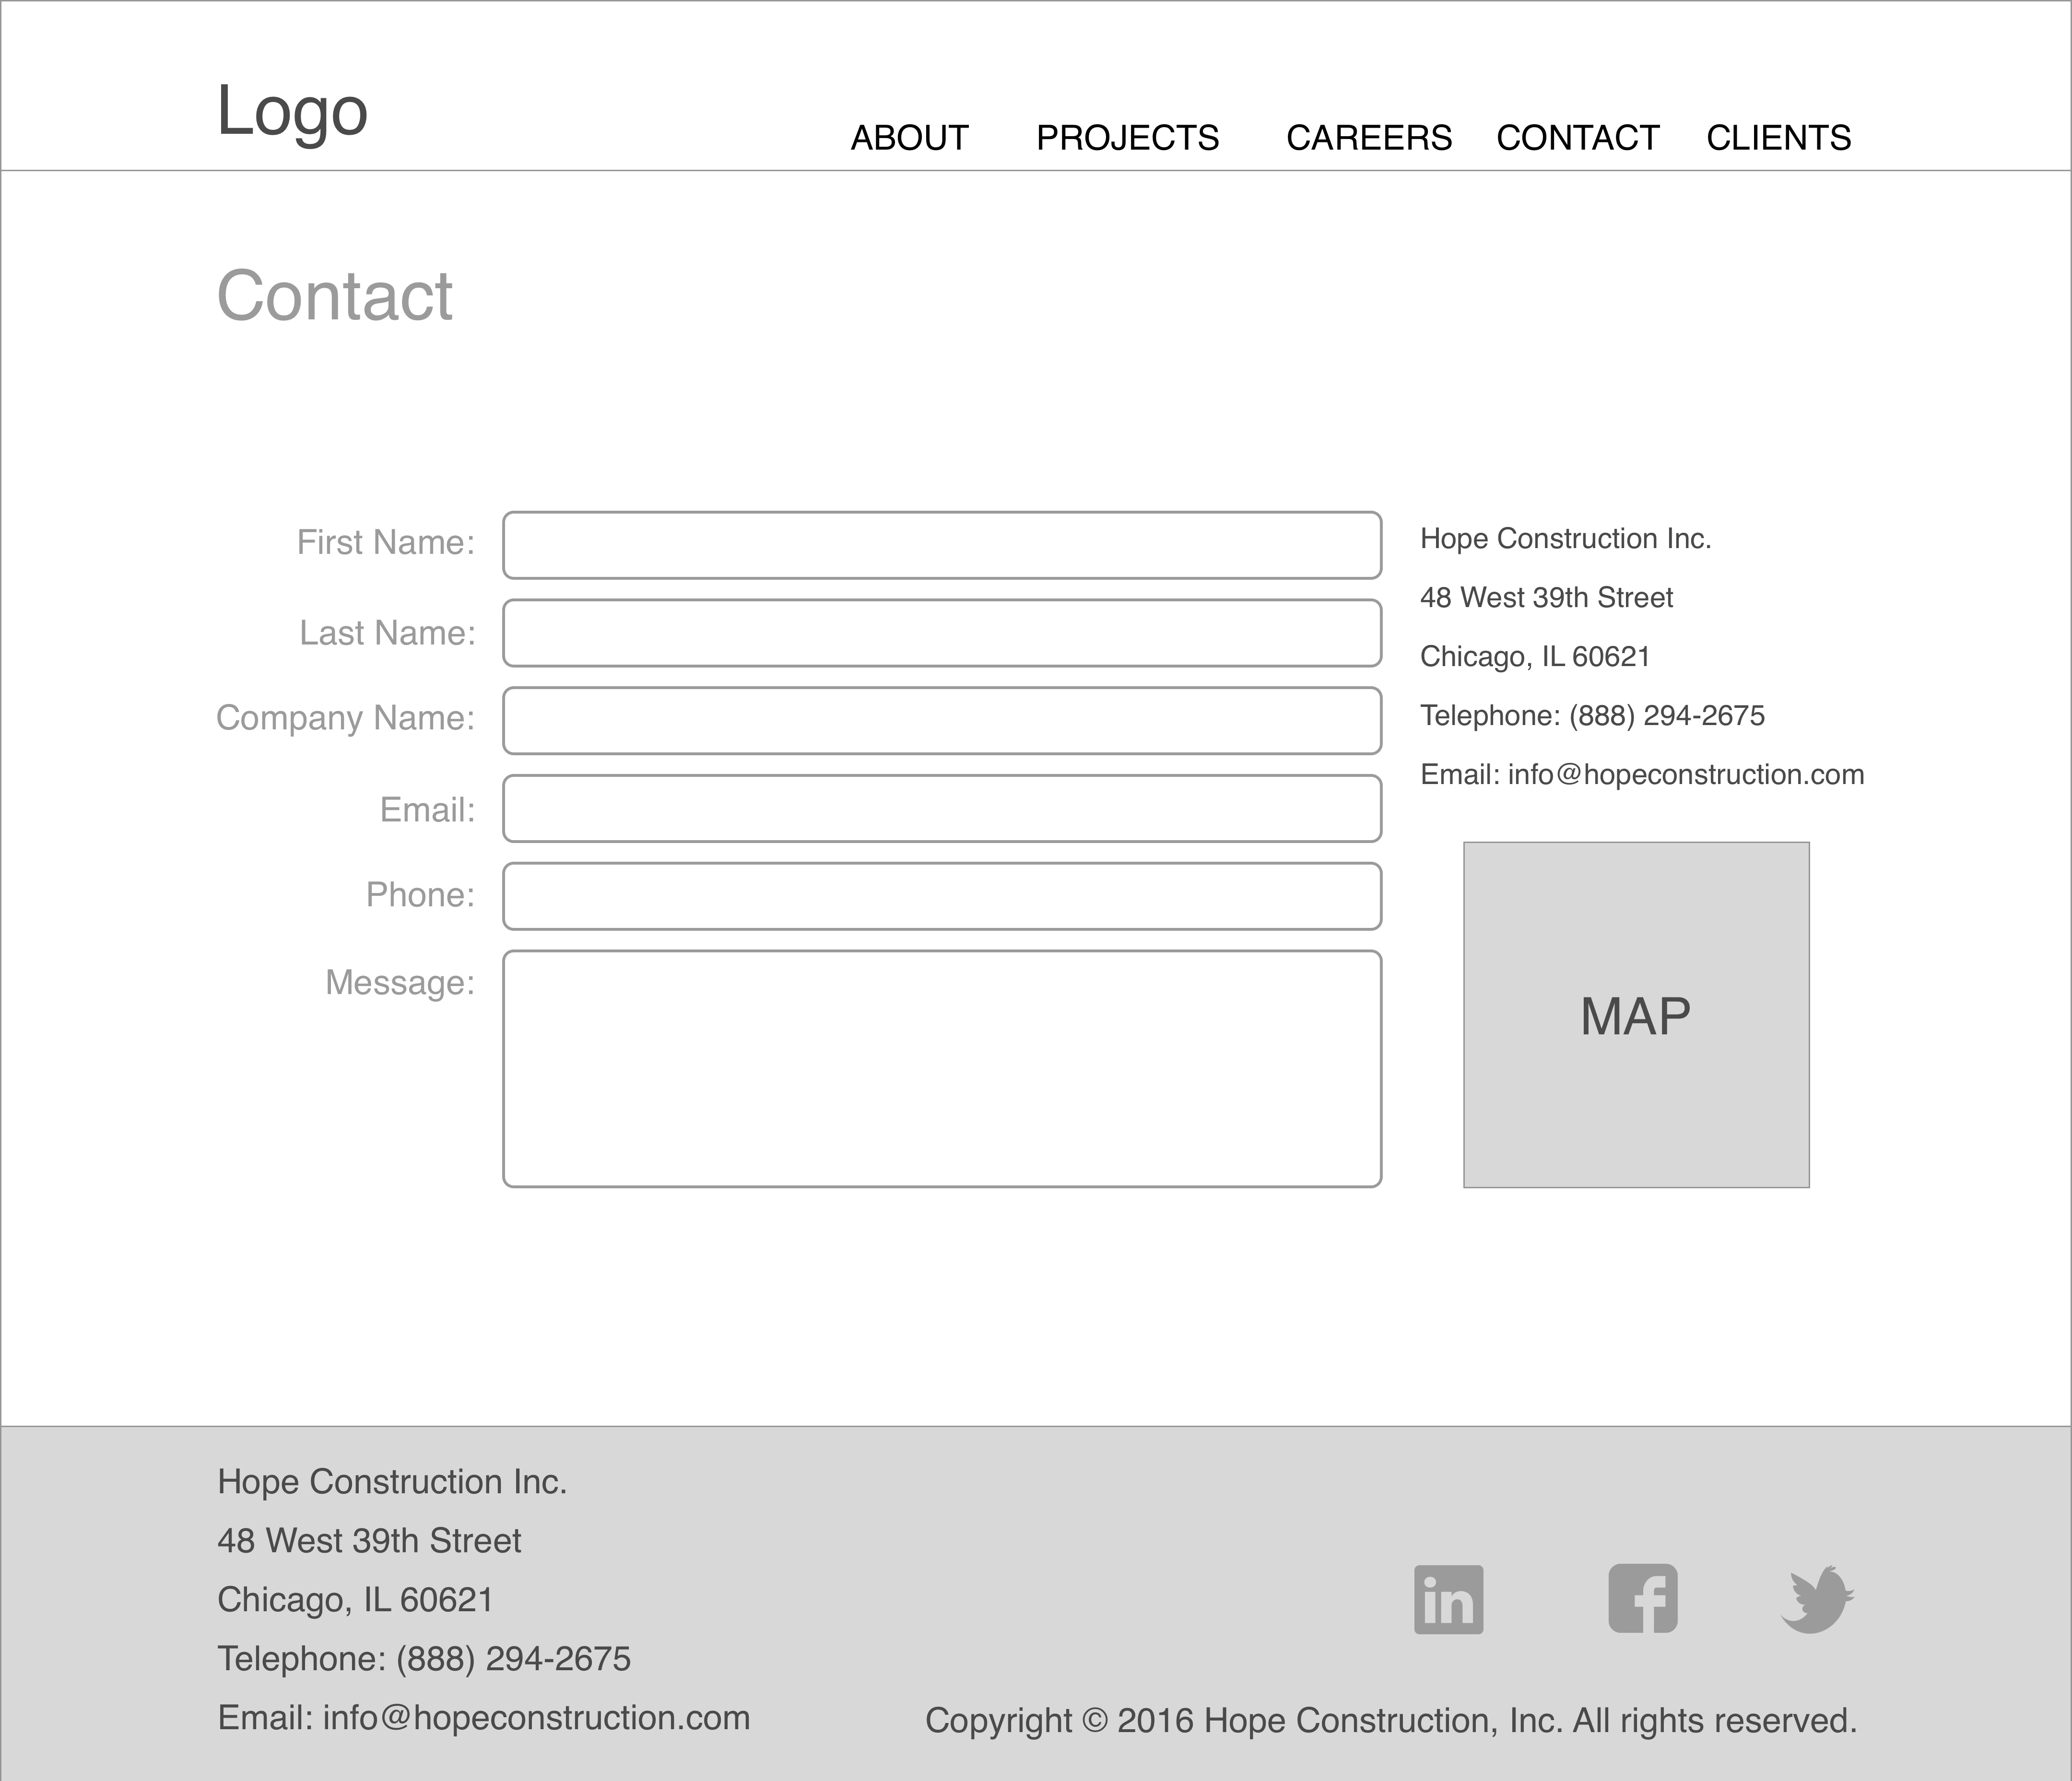 Logo
ABOUT PROJECTS CAREERS CONTACT CLIENTS
Contact
First Name:
Last Name:
Company Name:
Email:
Phone:
Message:
Hope Construction Inc.
48 West 39th Street
Chicago, IL 60621
Telephone: (888) 294-2675
Email: info@hopeconstruction.com
MAP
Hope Construction Inc.
48 West 39th Street
Chicago, IL 60621
Telephone: (888) 294-2675
Email: info@hopeconstruction.com
in f
Copyright © 2016 Hope Construction, Inc. All rights reserved.